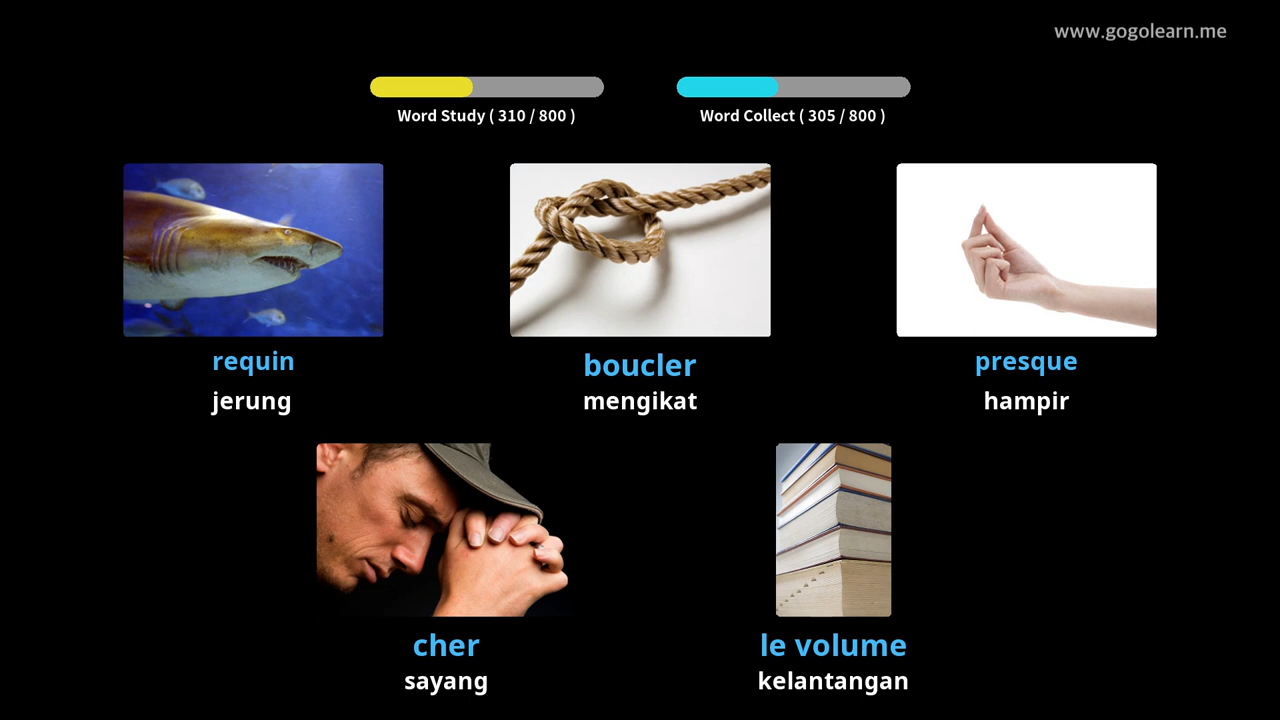 www.gogolearn.me
Word Study ( 310 / 800 )
Word Collect ( 305 / 800 )
requin
jerung
boucler
mengikat
presque
hampir
cher
sayang
le volume
kelantangan